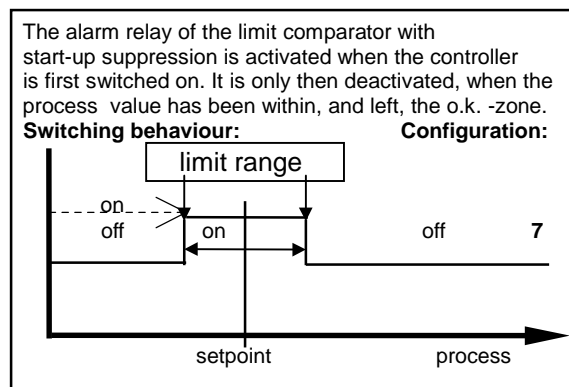 The alarm relay of the limit comparator with
start-up suppression is activated when the controller
is first switched on. It is only then deactivated, when the
process value has been within, and left, the o.k. -zone.
Switching behaviour: Configuration:
limit range
on
off on off 7
setpoint process